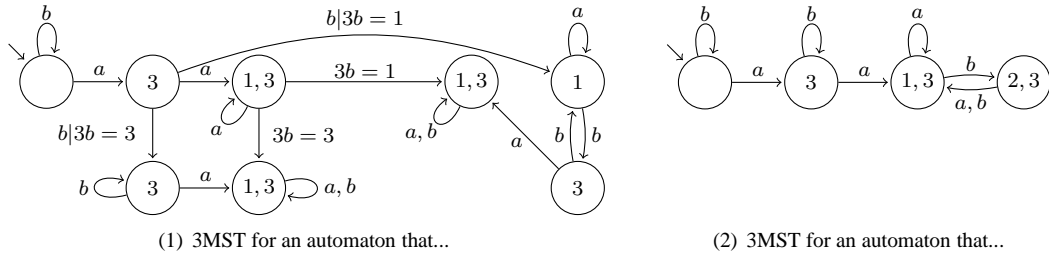 b
b|3b = 1
a
b
b
a
a
3
a
1, 3
3b = 1
1, 3
1
a
3
a
1, 3
b
2, 3
a
a, b
a, b
b|3b = 3
3b = 3
a
b
b
b
3
a
1, 3
a, b
3
(1) 3MST for an automaton that...
(2) 3MST for an automaton that...